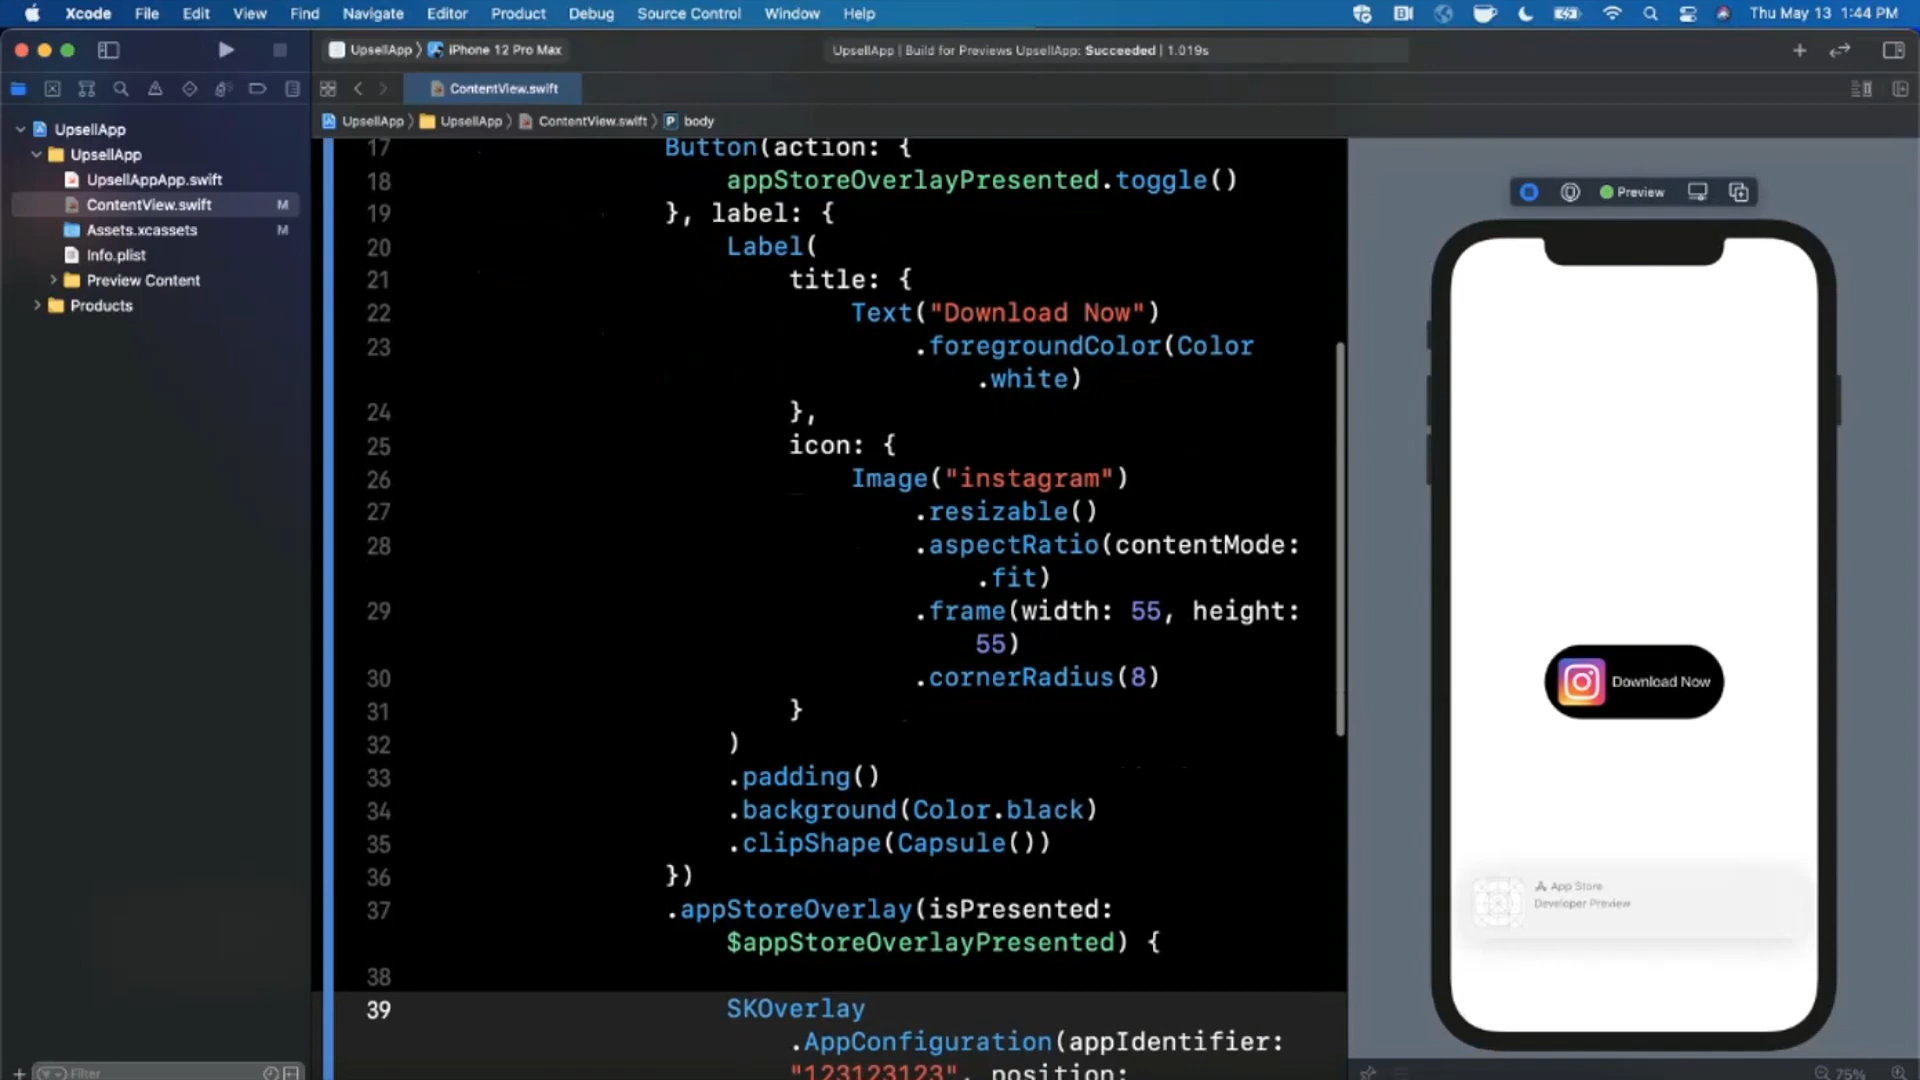 Xcode File Edit View Find Navigate Editor Product Debug Source Control Window Help Thu May 13 1:44 PM
UpsellApp 〉 iPhone 12 Pro Max
UpsellApp | Build for Previews UpsellApp: Succeeded | 1.019s
ContentView.swift
UpsellApp 〉 UpsellApp 〉 ContentView.swift 〉 P body
UpsellApp
UpsellApp
UpsellAppApp.swift
ContentView.swift M
Assets.xcassets M
Info.plist
Preview Content
Products
Filter
17 Button(action: {
18 appStoreOverlayPresented.toggle()
19 }, label: {
20 Label(
21 title: {
22 Text("Download Now")
23 .foregroundColor(Color
.white)
24 },
25 icon: {
26 Image("instagram")
27 .resizable()
28 .aspectRatio(contentMode:
.fit)
29 .frame(width: 55, height:
55)
30 .cornerRadius(8)
31 }
32 )
33 .padding()
34 .background(Color.black)
35 .clipShape(Capsule())
36 })
37 .appStoreOverlay(isPresented:
$appStoreOverlayPresented) {
38
39 SKOverlay
.AppConfiguration(appIdentifier:
"123123123", position:
Preview
Download Now
App Store
Developer Preview
75%